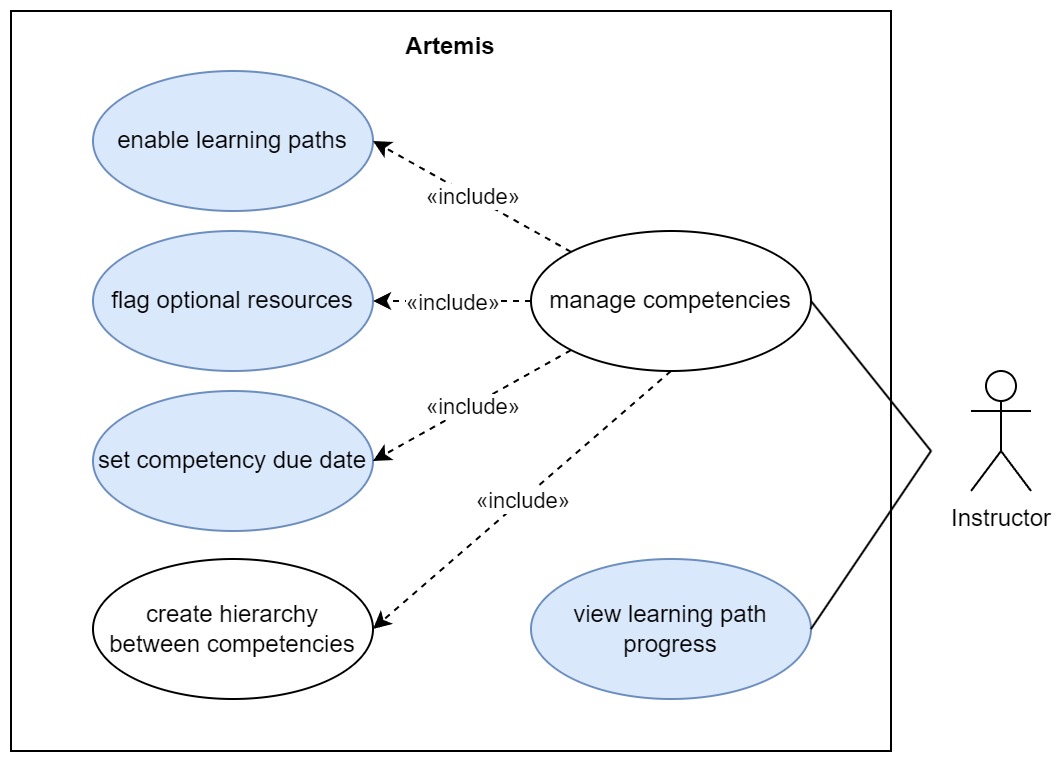 Artemis
enable learning paths
«include»
flag optional resources
«include»
manage competencies
set competency due date
«include»
«include»
Instructor
create hierarchy
between competencies
view learning path
progress